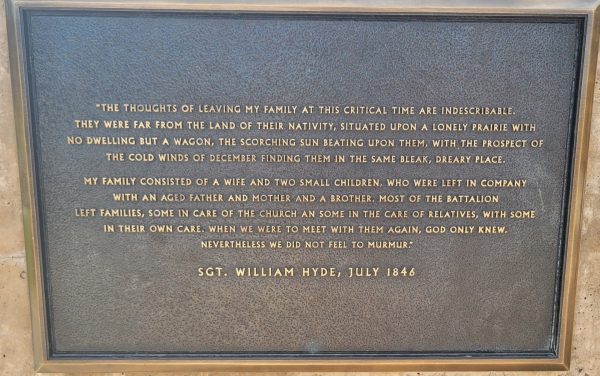 "THE THOUGHTS OF LEAVING MY FAMILY AT THIS CRITICAL TIME ARE INDESCRIBABLE.
THEY WERE FAR FROM THE LAND OF THEIR NATIVITY, SITUATED UPON A LONELY PRAIRIE WITH
NO DWELLING BUT A WAGON, THE SCORCHING SUN BEATING UPON THEM, WITH THE PROSPECT OF
THE COLD WINDS OF DECEMBER FINDING THEM IN THE SAME BLEAK, DREARY PLACE.
MY FAMILY CONSISTED OF A WIFE AND TWO SMALL CHILDREN, WHO WERE LEFT IN COMPANY
WITH AN AGED FATHER AND MOTHER AND A BROTHER. MOST OF THE BATTALION
LEFT FAMILIES, SOME IN CARE OF THE CHURCH AN SOME IN THE CARE OF RELATIVES, WITH SOME
IN THEIR OWN CARE. WHEN WE WERE TO MEET WITH THEM AGAIN, GOD ONLY KNEW.
NEVERTHELESS WE DID NOT FEEL TO MURMUR."
SGT. WILLIAM HYDE, JULY 1846